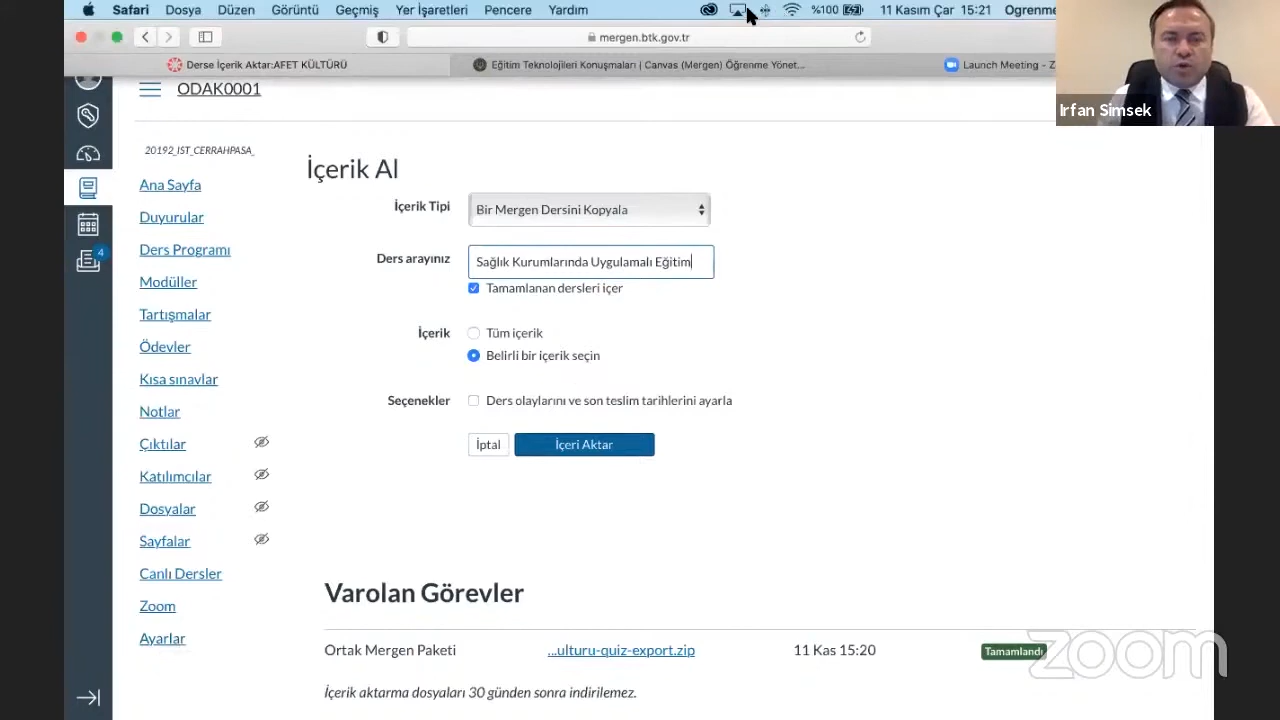 Safari Dosya Düzen Görüntü Geçmiş Yer İşaretleri Pencere Yardım %100 11 Kasım Çar 15:21 Ogrenme
mergen.btk.gov.tr
Derse İçerik Aktar:AFET KÜLTÜRÜ
Eğitim Teknolojileri Konuşmaları | Canvas (Mergen) Öğrenme Yönet...
Launch Meeting - Z
Irfan Simsek
ODAK0001
20192_IST_CERRAHPASA_
Ana Sayfa
Duyurular
Ders Programı
Modüller
Tartışmalar
Ödevler
Kısa sınavlar
Notlar
Çıktılar
Katılımcılar
Dosyalar
Sayfalar
Canlı Dersler
Zoom
Ayarlar
4
İçerik Al
İçerik Tipi Bir Mergen Dersini Kopyala
Ders arayınız Sağlık Kurumlarında Uygulamalı Eğitim
Tamamlanan dersleri içer
İçerik Tüm içerik
Belirli bir içerik seçin
Seçenekler Ders olaylarını ve son teslim tarihlerini ayarla
İptal İçeri Aktar
Varolan Görevler
Ortak Mergen Paketi ...ulturu-quiz-export.zip 11 Kas 15:20 Tamamlandı
İçerik aktarma dosyaları 30 günden sonra indirilemez.
zoom